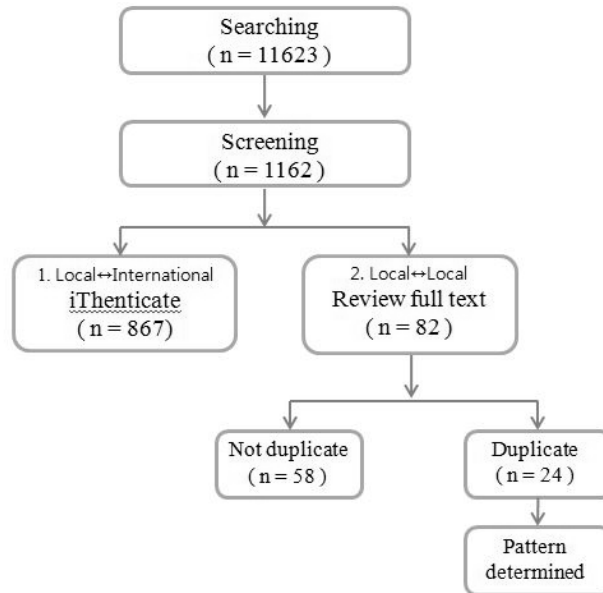 Searching
( n = 11623 )
Screening
( n = 1162 )
1. Local↔International
iThenticate
( n = 867)
2. Local↔Local
Review full text
( n = 82 )
Not duplicate
( n = 58 )
Duplicate
( n = 24 )
Pattern
determined